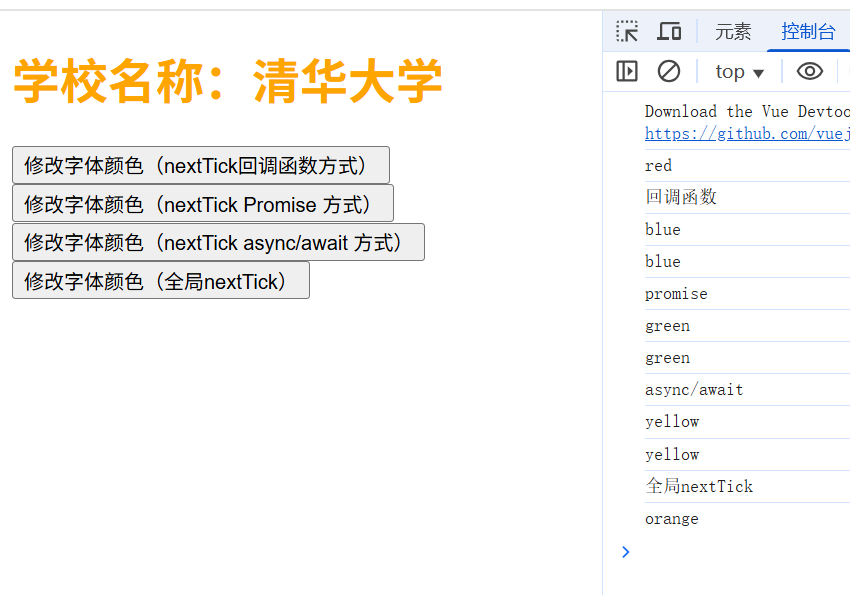 学校名称：清华大学
修改字体颜色（nextTick回调函数方式）
修改字体颜色（nextTick Promise 方式）
修改字体颜色（nextTick async/await 方式）
修改字体颜色（全局nextTick）
元素
控制台
top
Download the Vue Devtoo
https://github.com/vuej
red
回调函数
blue
blue
promise
green
green
async/await
yellow
yellow
全局nextTick
orange